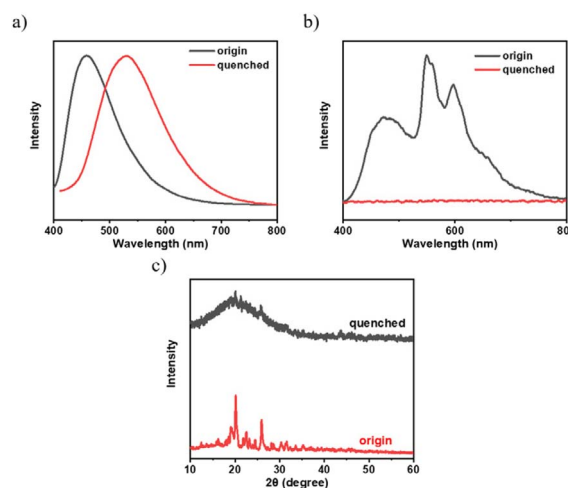 a)
origin
quenched
Intensity
400 500 600 700 800
Wavelength (nm)
b)
origin
quenched
Intensity
400 600 80
Wavelength (nm)
c)
quenched
origin
Intensity
10 20 30 40 50 60
2θ (degree)